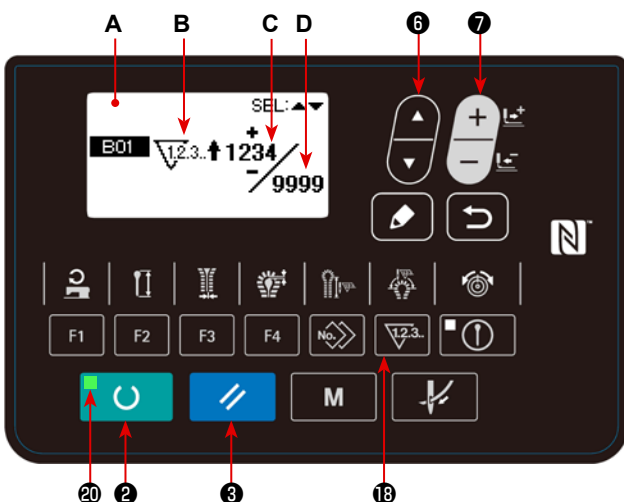 A B C D ❻ ❼
SEL:▲▼
B01 1.2.3.. 1234
9999
F1 F2 F3 F4 No. 1.2.3..
M
⓴ ❷ ❸ ⓲